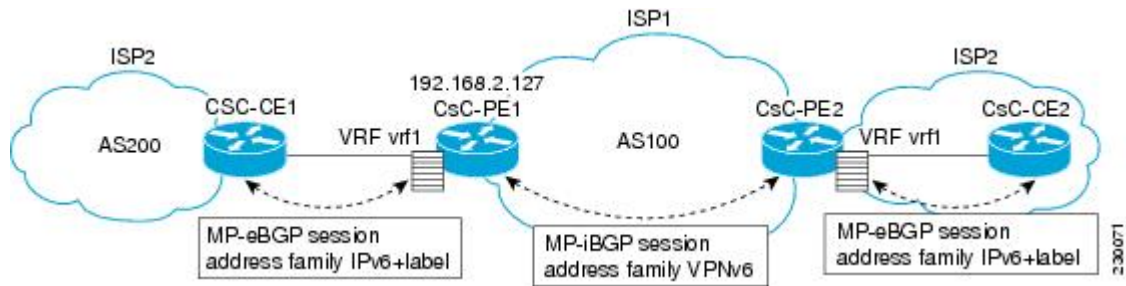 ISP1
ISP2
ISP2
192.168.2.127
CSC-CE1
CsC-PE1
CsC-PE2
CsC-CE2
AS200
VRF vrf1
AS100
VRF vrf1
MP-eBGP session
address family IPv6+label
MP-iBGP session
address family VPNv6
MP-eBGP session
address family IPv6+label
230071